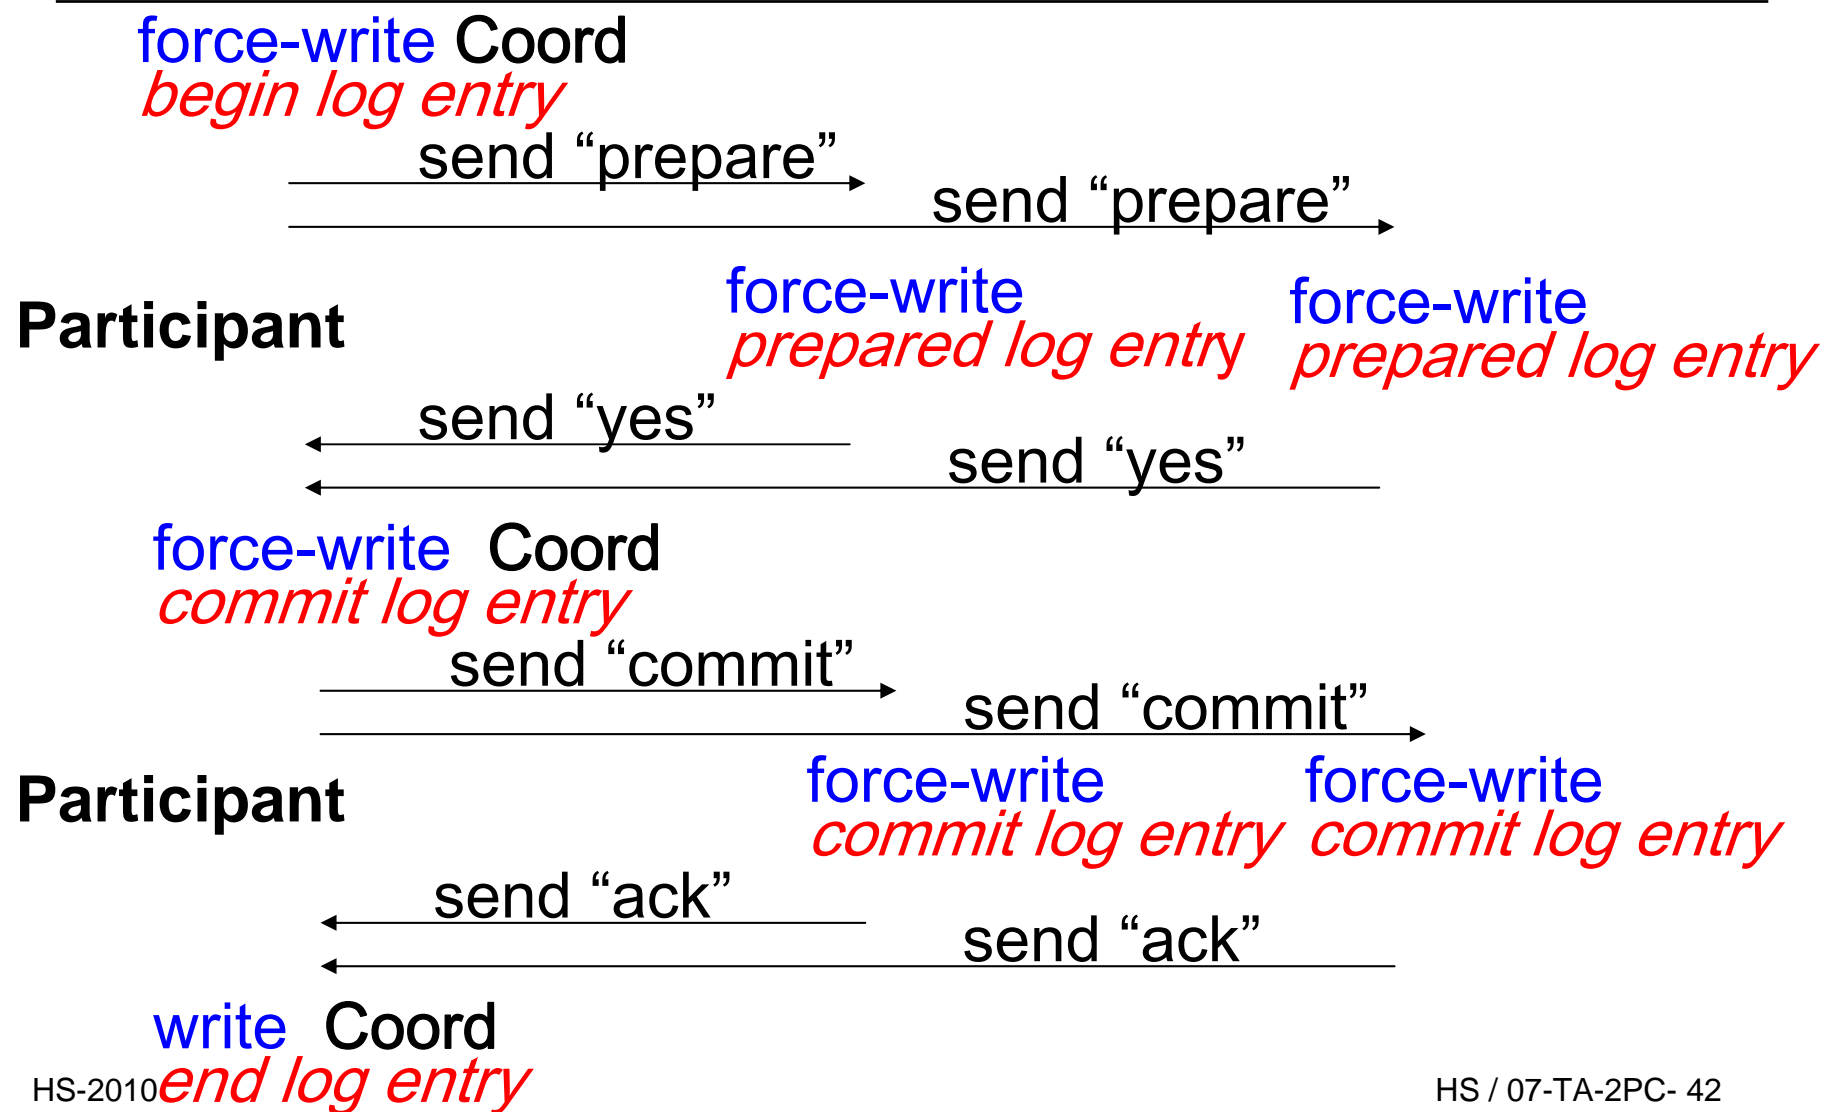 force-write Coord
begin log entry
send “prepare”
send “prepare”
Participant
force-write
prepared log entry
force-write
prepared log entry
send “yes”
send “yes”
force-write Coord
commit log entry
send “commit”
send “commit”
Participant
force-write
commit log entry
force-write
commit log entry
send “ack”
send “ack”
write Coord
end log entry
HS-2010
HS / 07-TA-2PC- 42